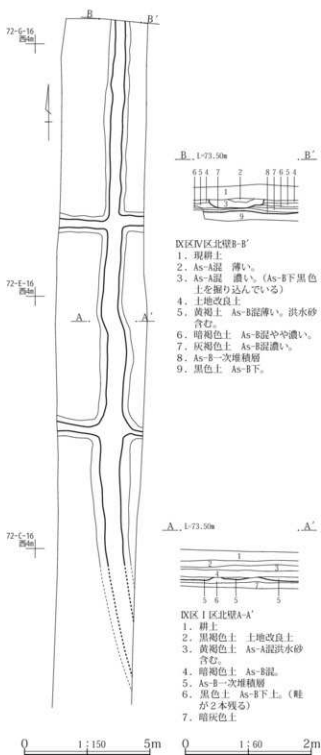 B B′
72-G-16
西4m
B L=73.50m B′
6 5 4 7 2 8 7 6 5 4
1
3
9
Ⅸ区Ⅳ区北壁B-B′
1. 現耕土
2. As-A混 薄い。
3. As-A混 濃い。(As-B下黒色
土を掘り込んでいる)
4. 土地改良土
5. 黄褐土 As-B混薄い。洪水砂
含む。
6. 暗褐色土 As-B混やや濃い。
7. 灰褐色土 As-B混濃い。
8. As-B一次堆積層
9. 黒色土 As-B下。
72-E-16
西4m
A A′
72-C-16
西4m
A L=73.50m A′
1
2 3
4
5 6 5 7 5
Ⅸ区Ⅰ区北壁A-A′
1. 耕土
2. 黒褐色土 土地改良土
3. 黄褐色土 As-A混洪水砂
含む。
4. 暗褐色土 As-B混。
5. As-B一次堆積層
6. 黒色土 As-B下土。(畦
が2本残る)
7. 暗灰色土
0 1:150 5m
0 1:60 2m